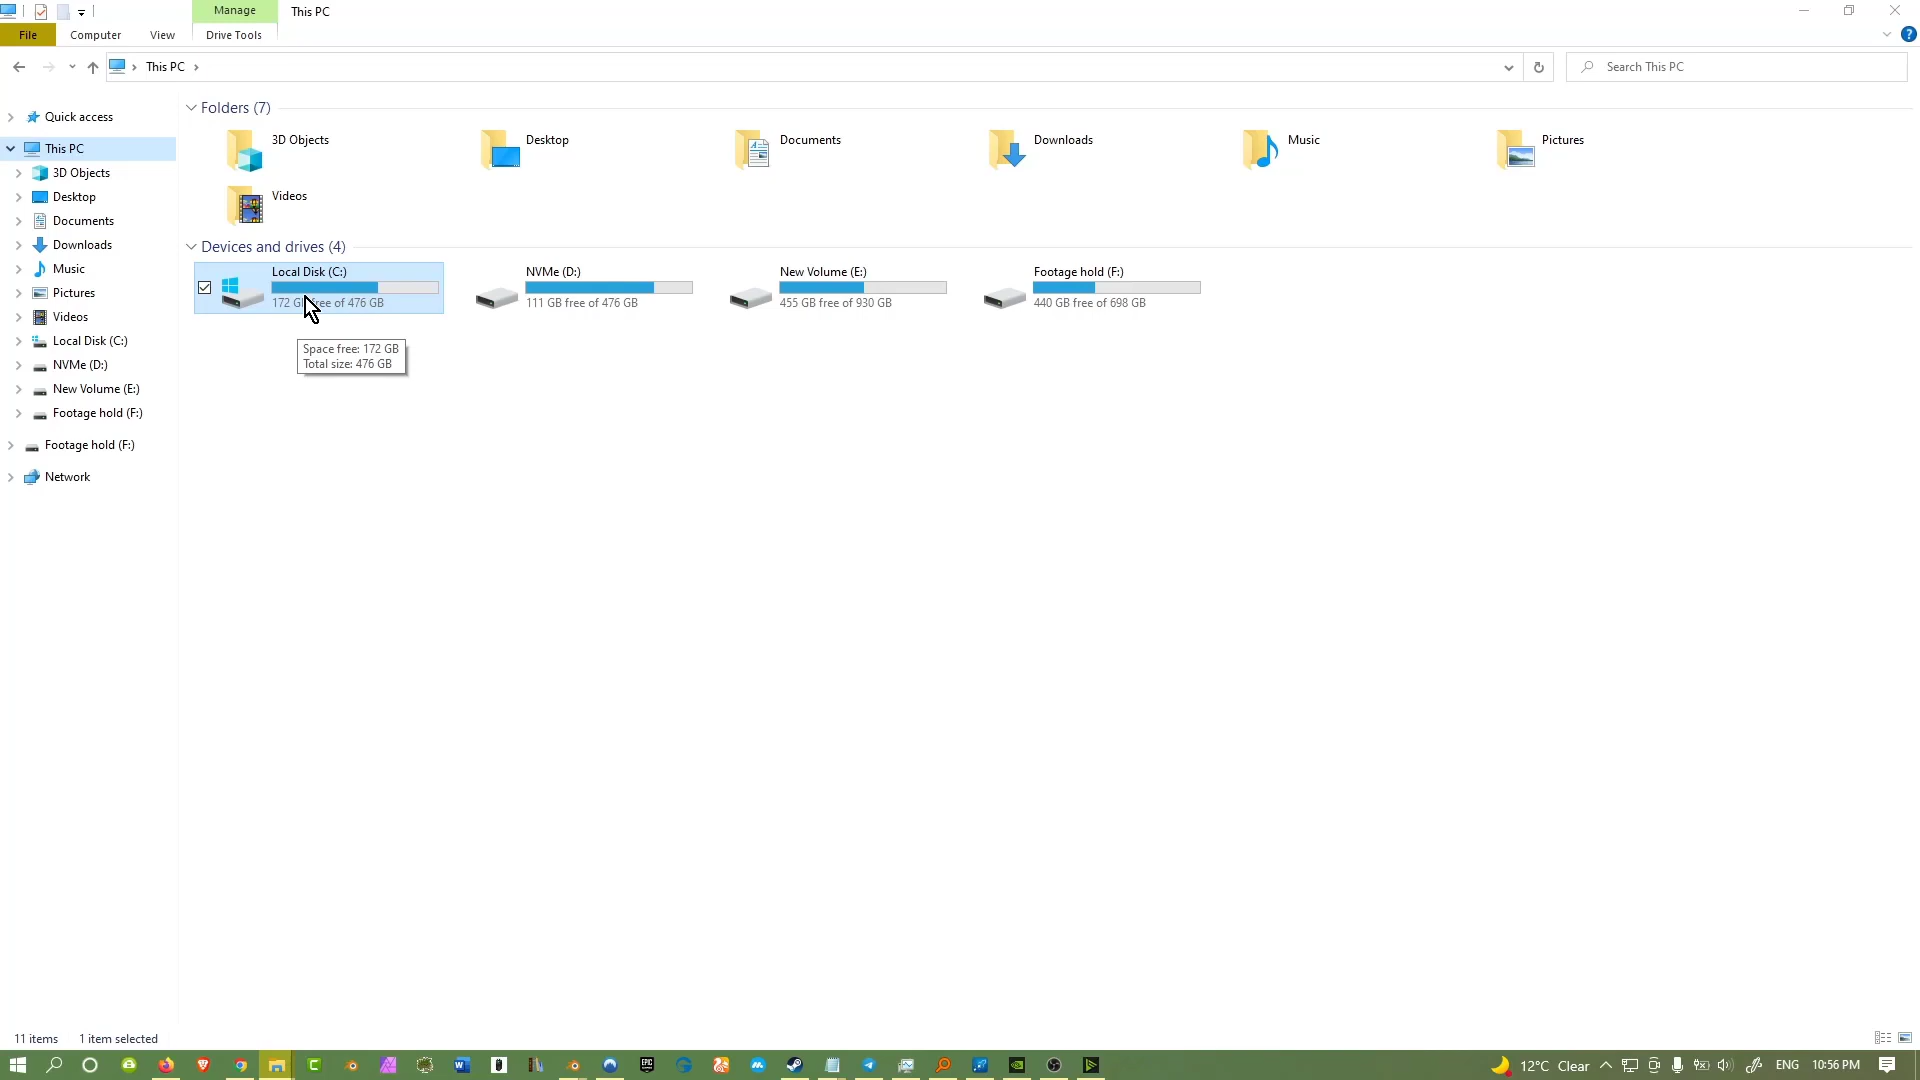 Manage
This PC
File
Computer
View
Drive Tools
This PC
Search This PC
Quick access
This PC
3D Objects
Desktop
Documents
Downloads
Music
Pictures
Videos
Local Disk (C:)
NVMe (D:)
New Volume (E:)
Footage hold (F:)
Footage hold (F:)
Network
Folders (7)
3D Objects
Desktop
Documents
Downloads
Music
Pictures
Videos
Devices and drives (4)
Local Disk (C:)
172 GB free of 476 GB
NVMe (D:)
111 GB free of 476 GB
New Volume (E:)
455 GB free of 930 GB
Footage hold (F:)
440 GB free of 698 GB
Space free: 172 GB
Total size: 476 GB
11 items
1 item selected
12°C Clear
ENG
10:56 PM